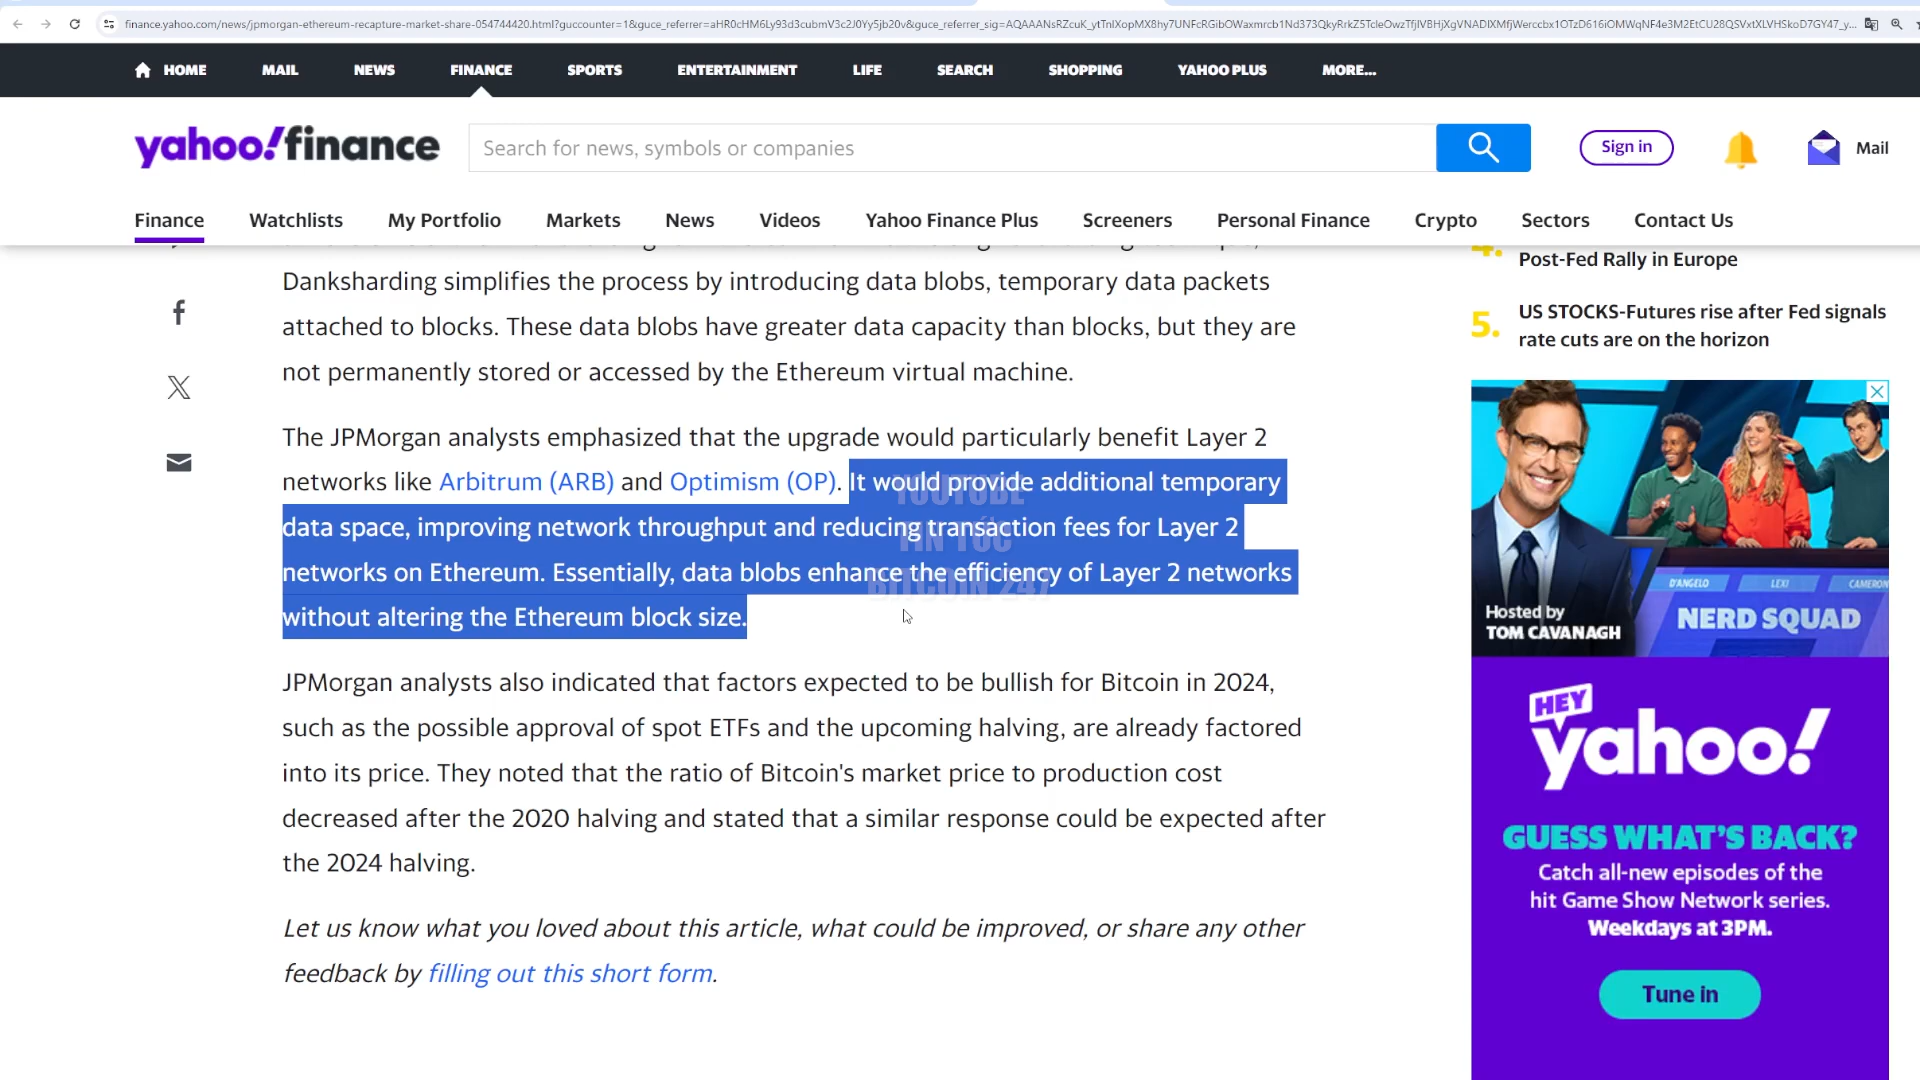 finance.yahoo.com/news/jpmorgan-ethereum-recapture-market-share-054744420.html?guccounter=1&guce_referrer=
HOME MAIL NEWS FINANCE SPORTS ENTERTAINMENT LIFE SEARCH SHOPPING YAHOO PLUS MORE...
yahoo!finance Search for news, symbols or companies Sign in Mail
Finance Watchlists My Portfolio Markets News Videos Yahoo Finance Plus Screeners Personal Finance Crypto Sectors Contact Us
Danksharding simplifies the process by introducing data blobs, temporary data packets
attached to blocks. These data blobs have greater data capacity than blocks, but they are
not permanently stored or accessed by the Ethereum virtual machine.
The JPMorgan analysts emphasized that the upgrade would particularly benefit Layer 2
networks like Arbitrum (ARB) and Optimism (OP). It would provide additional temporary
data space, improving network throughput and reducing transaction fees for Layer 2
networks on Ethereum. Essentially, data blobs enhance the efficiency of Layer 2 networks
without altering the Ethereum block size.
YOUTUBE
TIN TỨC
BITCOIN 247
JPMorgan analysts also indicated that factors expected to be bullish for Bitcoin in 2024,
such as the possible approval of spot ETFs and the upcoming halving, are already factored
into its price. They noted that the ratio of Bitcoin's market price to production cost
decreased after the 2020 halving and stated that a similar response could be expected after
the 2024 halving.
Let us know what you loved about this article, what could be improved, or share any other
feedback by filling out this short form.
4.
Post-Fed Rally in Europe
5. US STOCKS-Futures rise after Fed signals
rate cuts are on the horizon
D'ANGELO LEXI CAMERON
Hosted by
TOM CAVANAGH
NERD SQUAD
HEY
yahoo!
GUESS WHAT'S BACK?
Catch all-new episodes of the
hit Game Show Network series.
Weekdays at 3PM.
Tune in